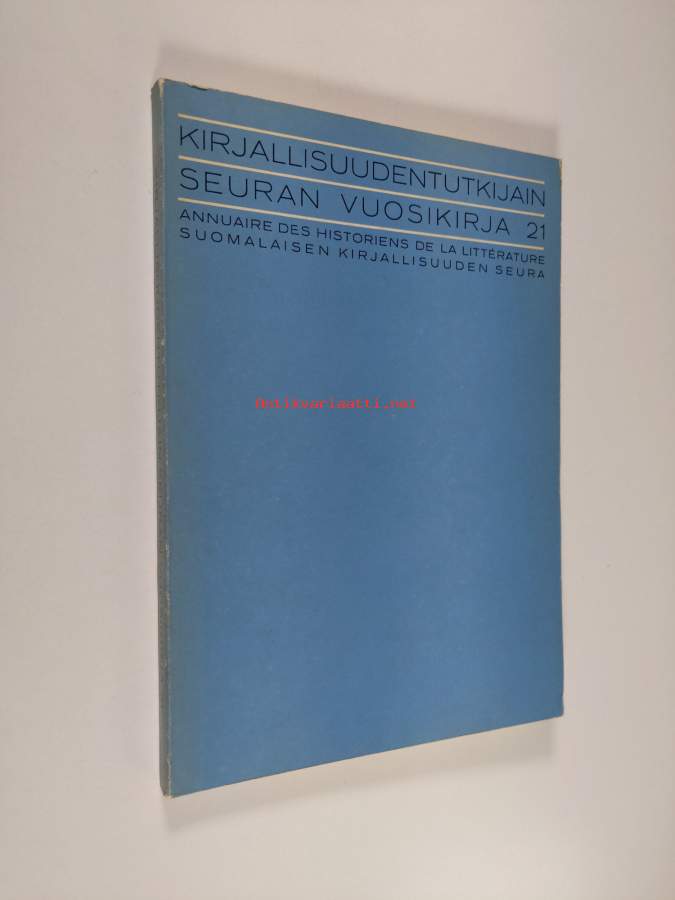 KIRJALLISUUDENTUTKIJAIN
SEURAN VUOSIKIRJA 21
ANNUAIRE DES HISTORIENS DE LA LITTÉRATURE
SUOMALAISEN KIRJALLISUUDEN SEURA
Antikvariaatti.net